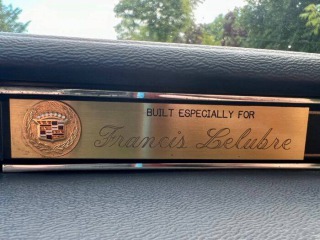 BUILT ESPECIALLY FOR
Francis Lelubre